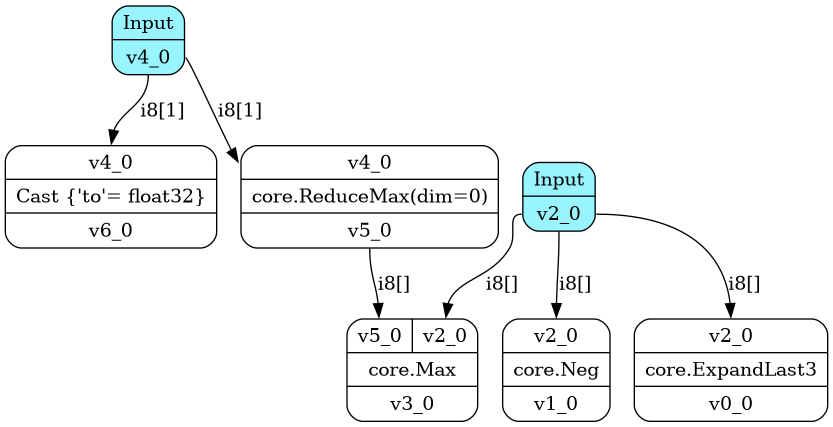 Input
v4_0
i8[1]
i8[1]
v4_0
Cast {'to'= float32}
v6_0
v4_0
core.ReduceMax(dim=0)
v5_0
Input
v2_0
i8[]
i8[]
i8[]
i8[]
v5_0 v2_0
core.Max
v3_0
v2_0
core.Neg
v1_0
v2_0
core.ExpandLast3
v0_0